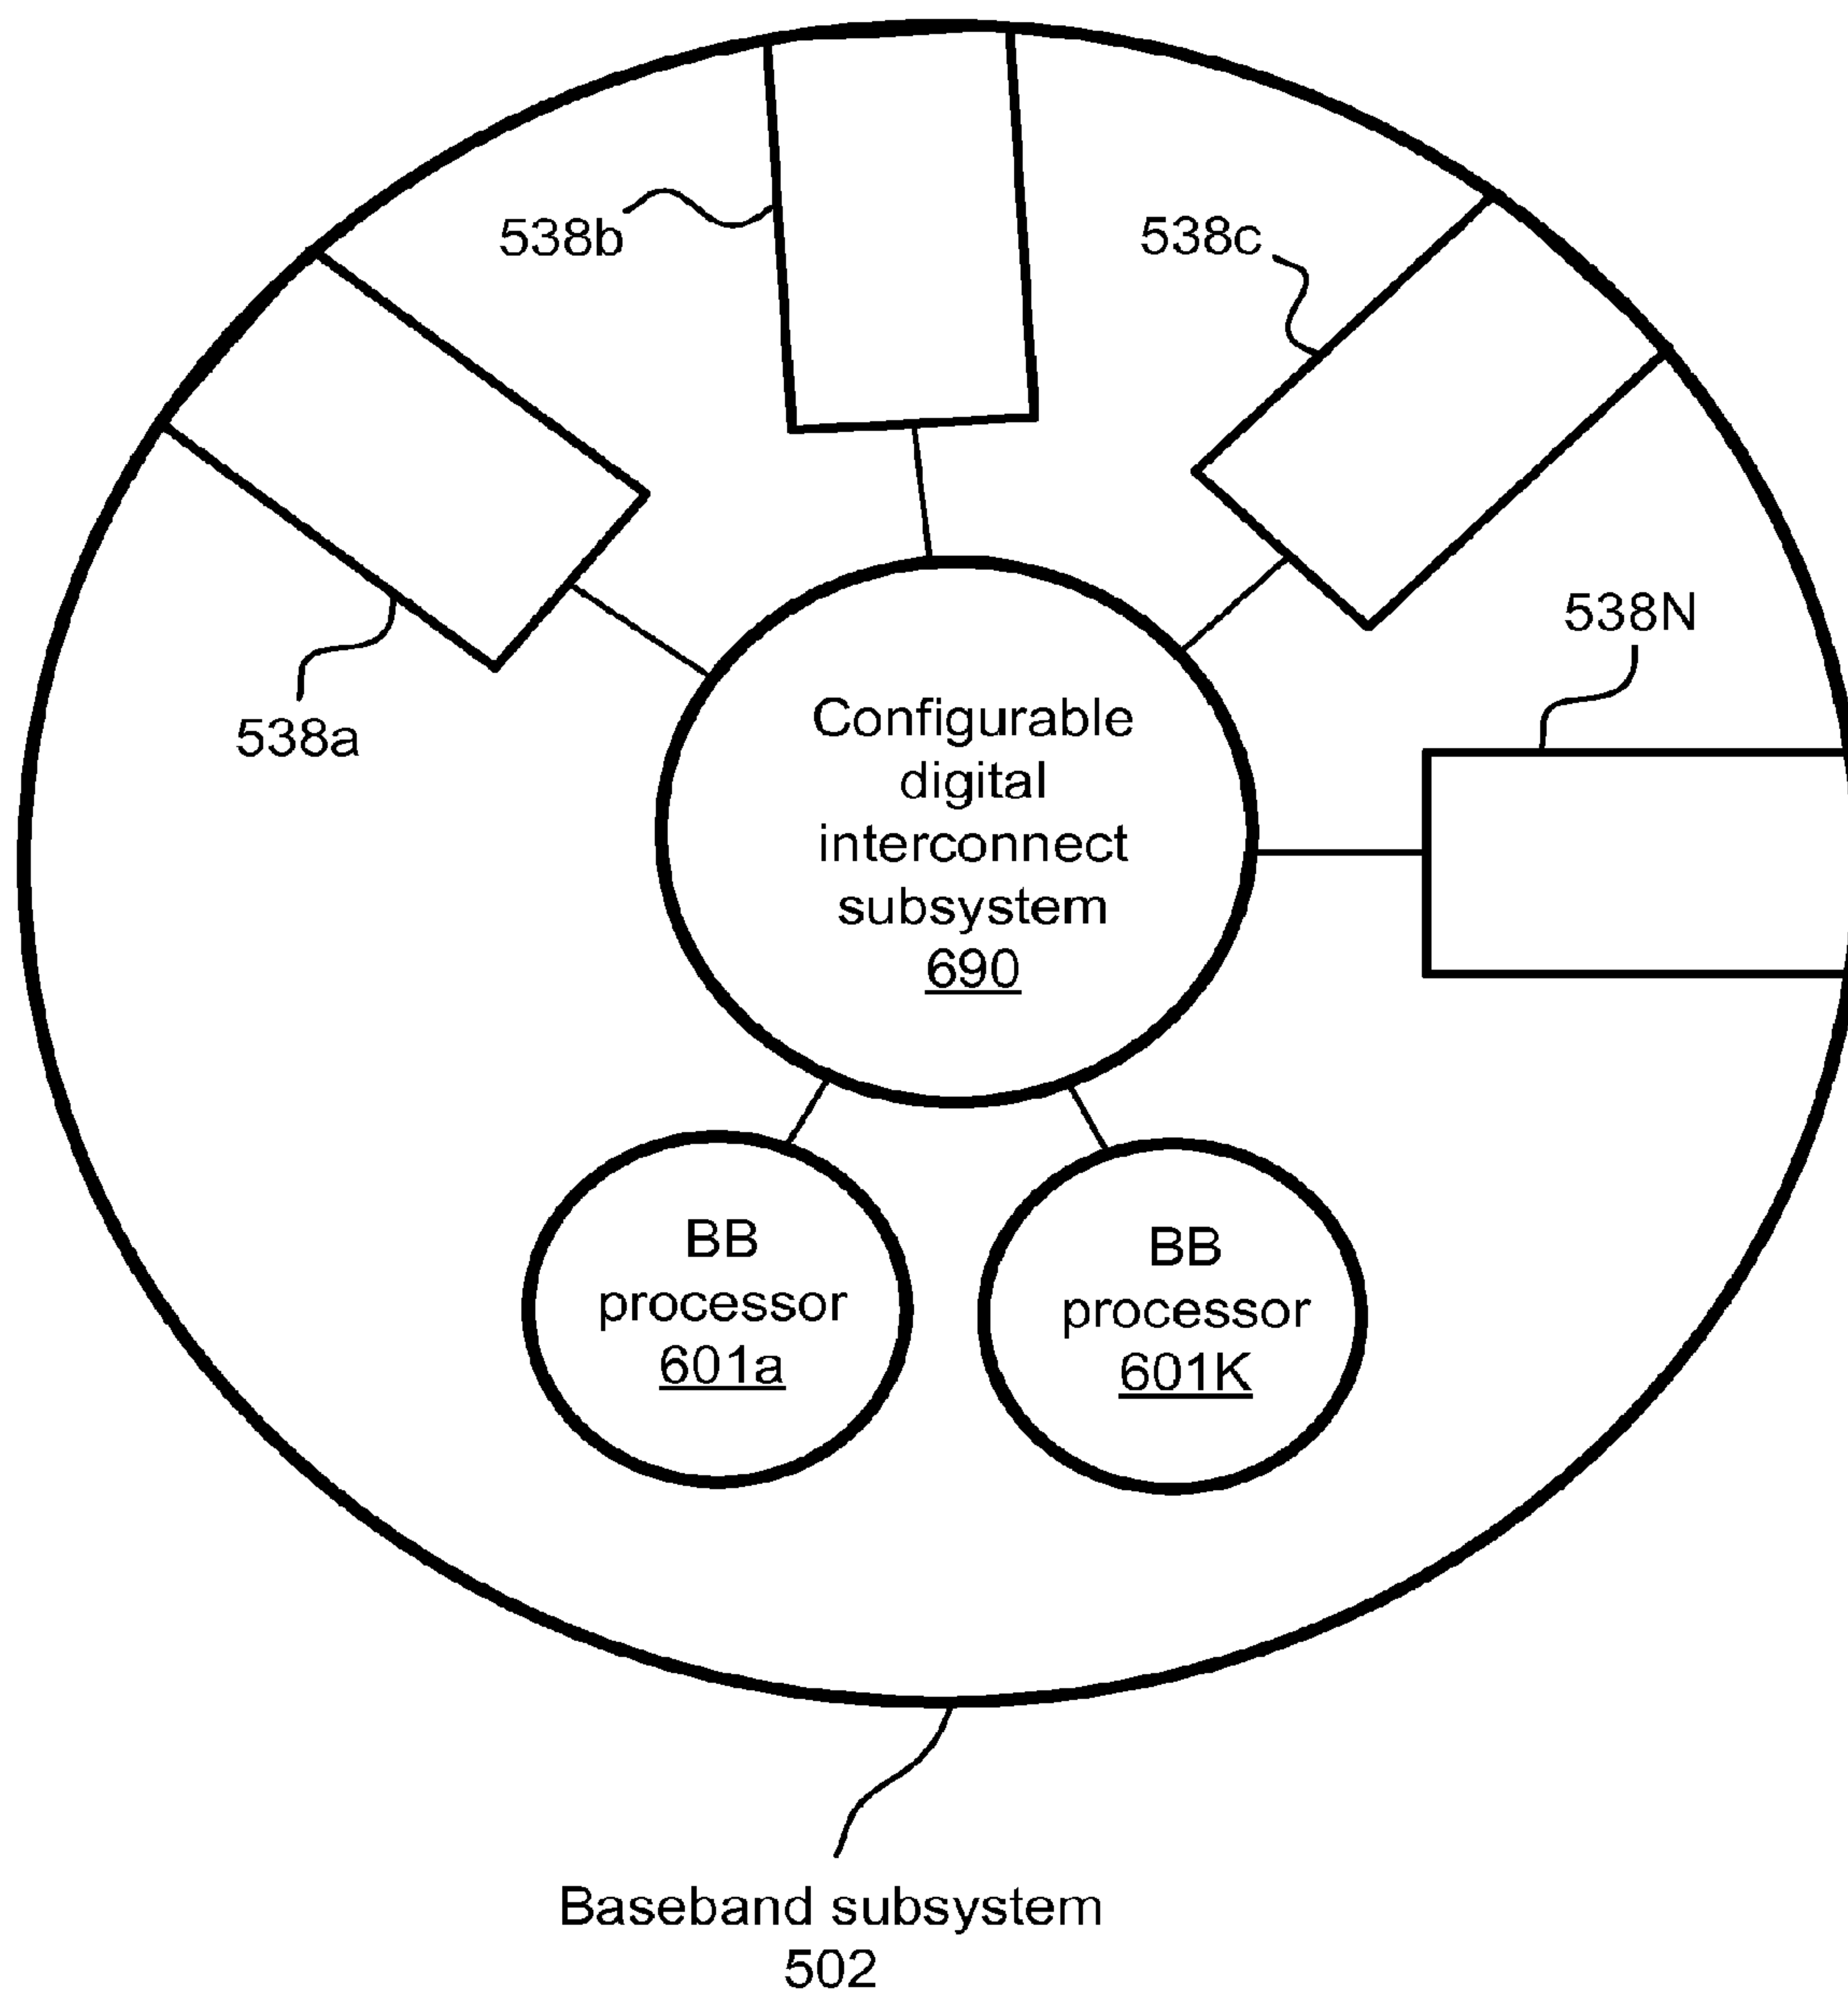 538b
538c
538N
538a
Configurable
digital
interconnect
subsystem
690
BB
processor
601a
BB
processor
601K
Baseband subsystem
502